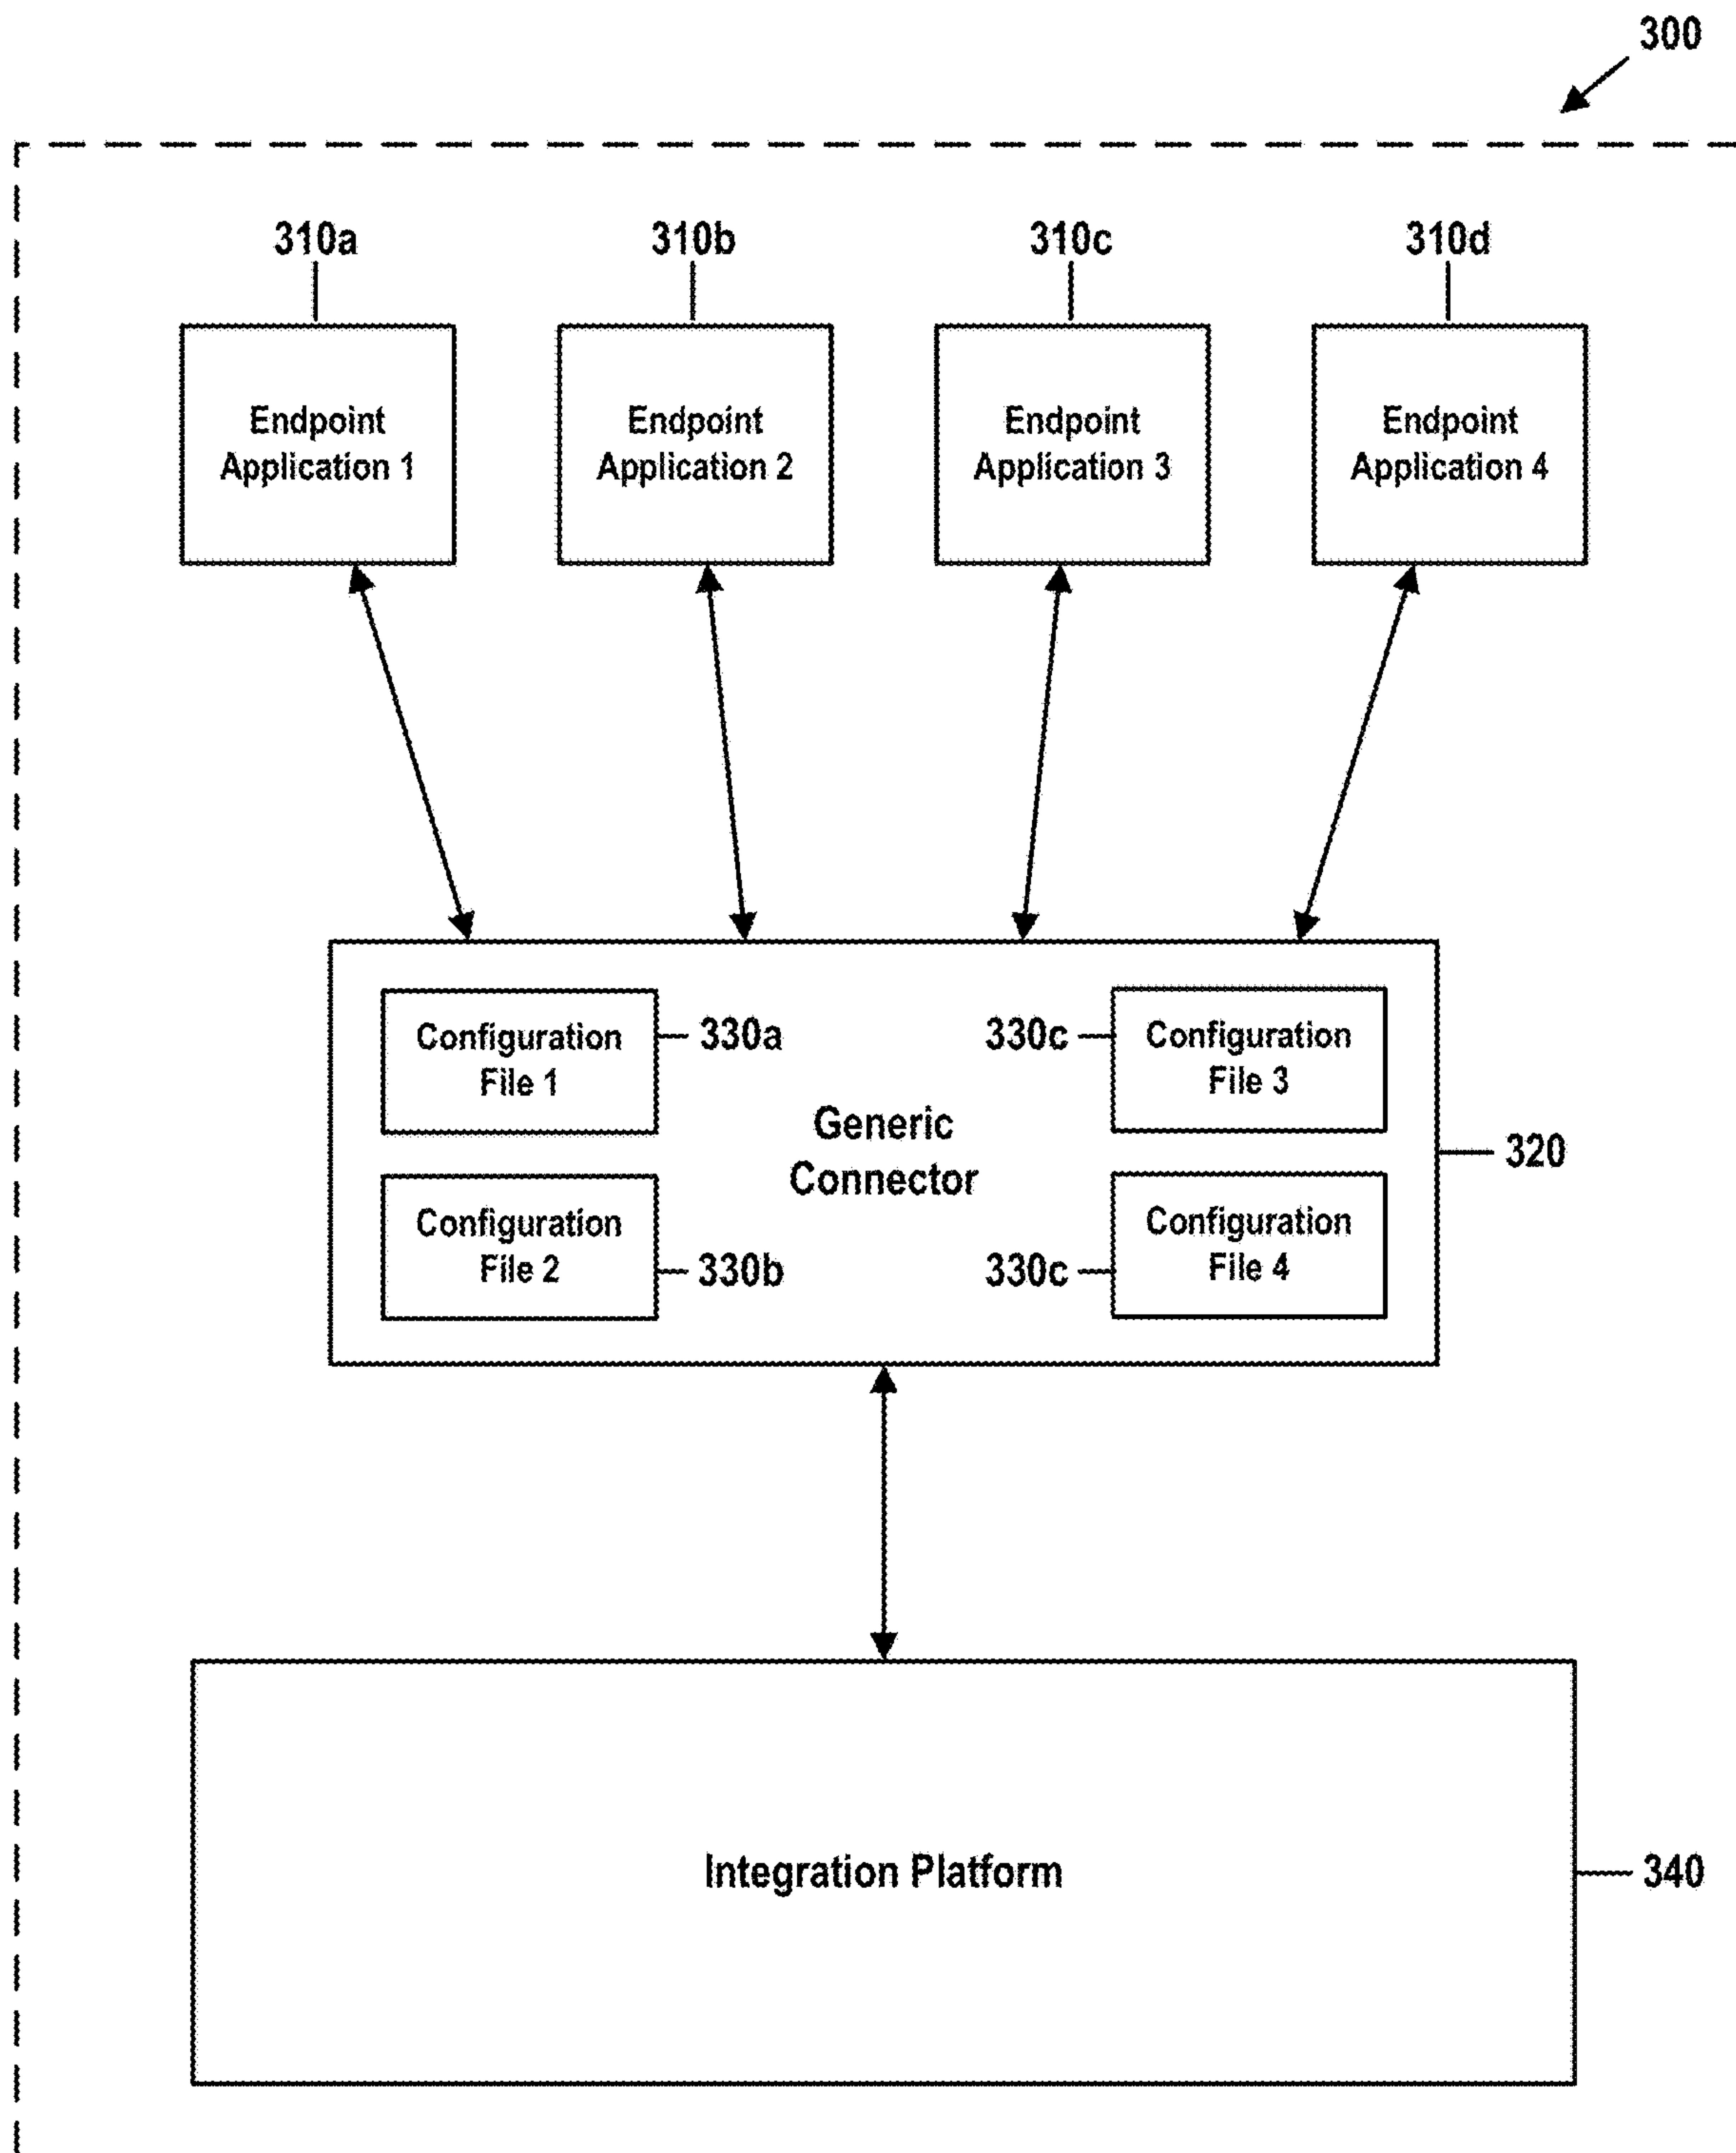 300
310a
310b
310c
310d
Endpoint
Application 1
Endpoint
Application 2
Endpoint
Application 3
Endpoint
Application 4
Configuration
File 1
330a
330c
Configuration
File 3
Generic
Connector
320
Configuration
File 2
330b
330c
Configuration
File 4
Integration Platform
340